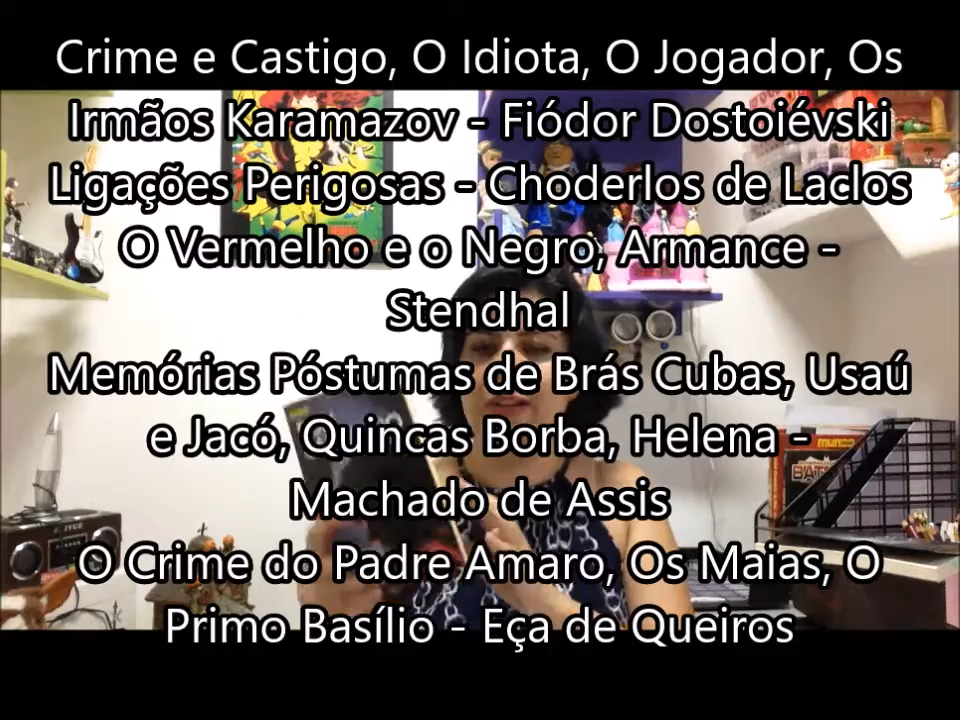 Crime e Castigo, O Idiota, O Jogador, Os
Irmãos Karamazov - Fiódor Dostoiévski
Ligações Perigosas - Choderlos de Laclos
O Vermelho e o Negro, Armance -
Stendhal
Memórias Póstumas de Brás Cubas, Usaú
e Jacó, Quincas Borba, Helena -
Machado de Assis
O Crime do Padre Amaro, Os Maias, O
Primo Basílio - Eça de Queiros